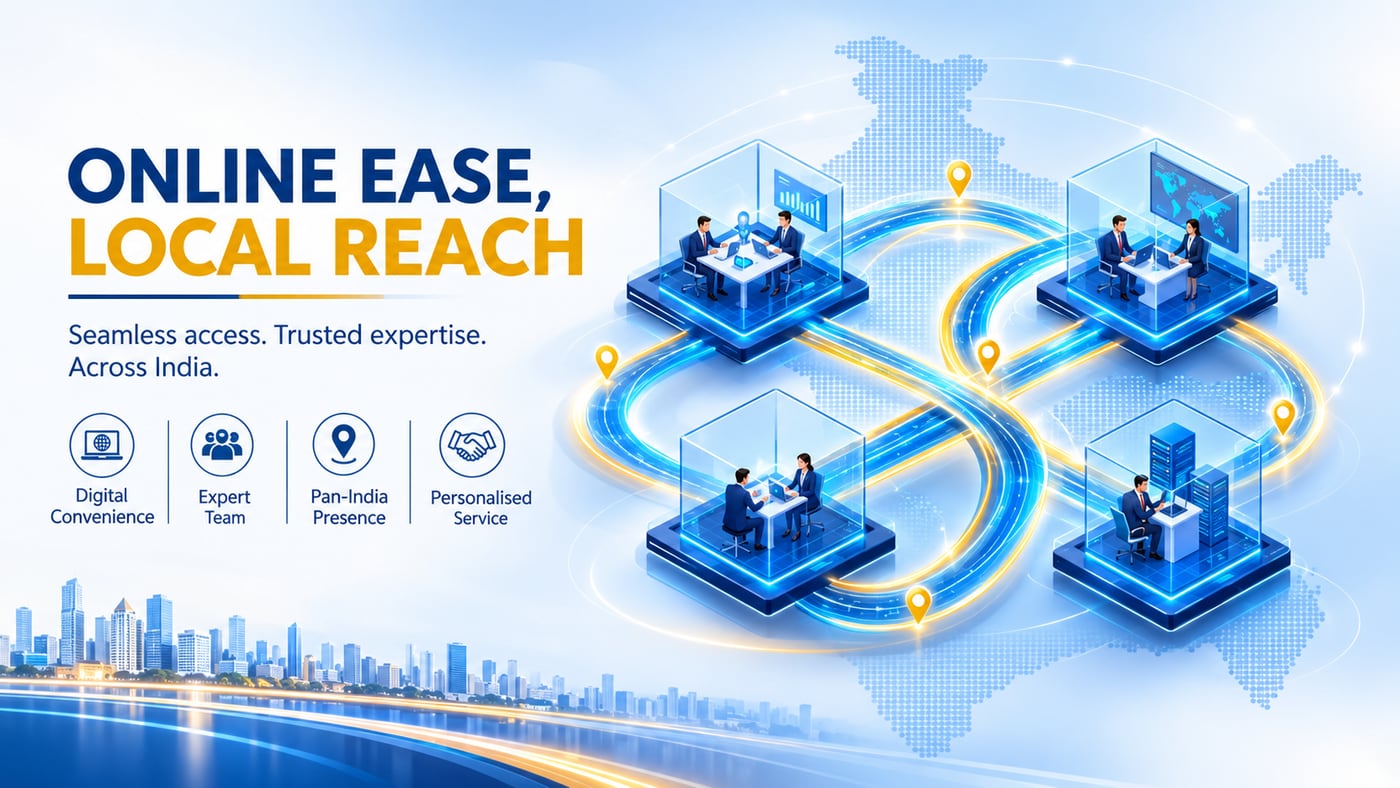 ONLINE EASE,
LOCAL REACH
Seamless access. Trusted expertise.
Across India.
Digital
Convenience
Expert
Team
Pan-India
Presence
Personalised
Service